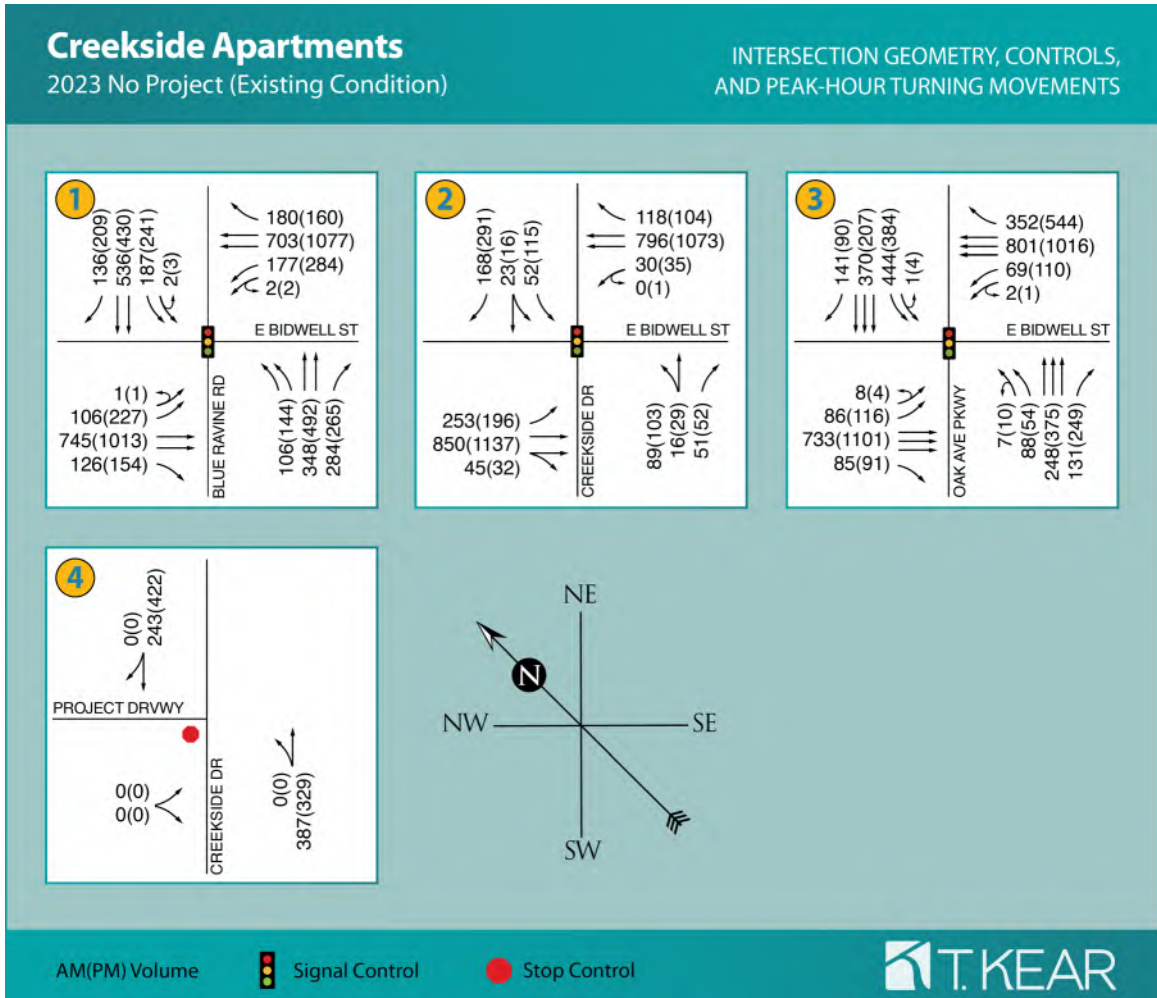 Creekside Apartments
2023 No Project (Existing Condition)
INTERSECTION GEOMETRY, CONTROLS,
AND PEAK-HOUR TURNING MOVEMENTS
1
136(209)
536(430)
187(241)
2(3)
180(160)
703(1077)
177(284)
2(2)
E BIDWELL ST
BLUE RAVINE RD
1(1)
106(227)
745(1013)
126(154)
106(144)
348(492)
284(265)
2
168(291)
23(16)
52(115)
118(104)
796(1073)
30(35)
0(1)
E BIDWELL ST
CREEKSIDE DR
253(196)
850(1137)
45(32)
89(103)
16(29)
51(52)
3
141(90)
370(207)
444(384)
1(4)
352(544)
801(1016)
69(110)
2(1)
E BIDWELL ST
OAK AVE PKWY
8(4)
86(116)
733(1101)
85(91)
7(10)
88(54)
248(375)
131(249)
4
0(0)
243(422)
PROJECT DRVWY
CREEKSIDE DR
0(0)
0(0)
0(0)
387(329)
NE
N
NW
SE
SW
AM(PM) Volume
Signal Control
Stop Control
T.KEAR